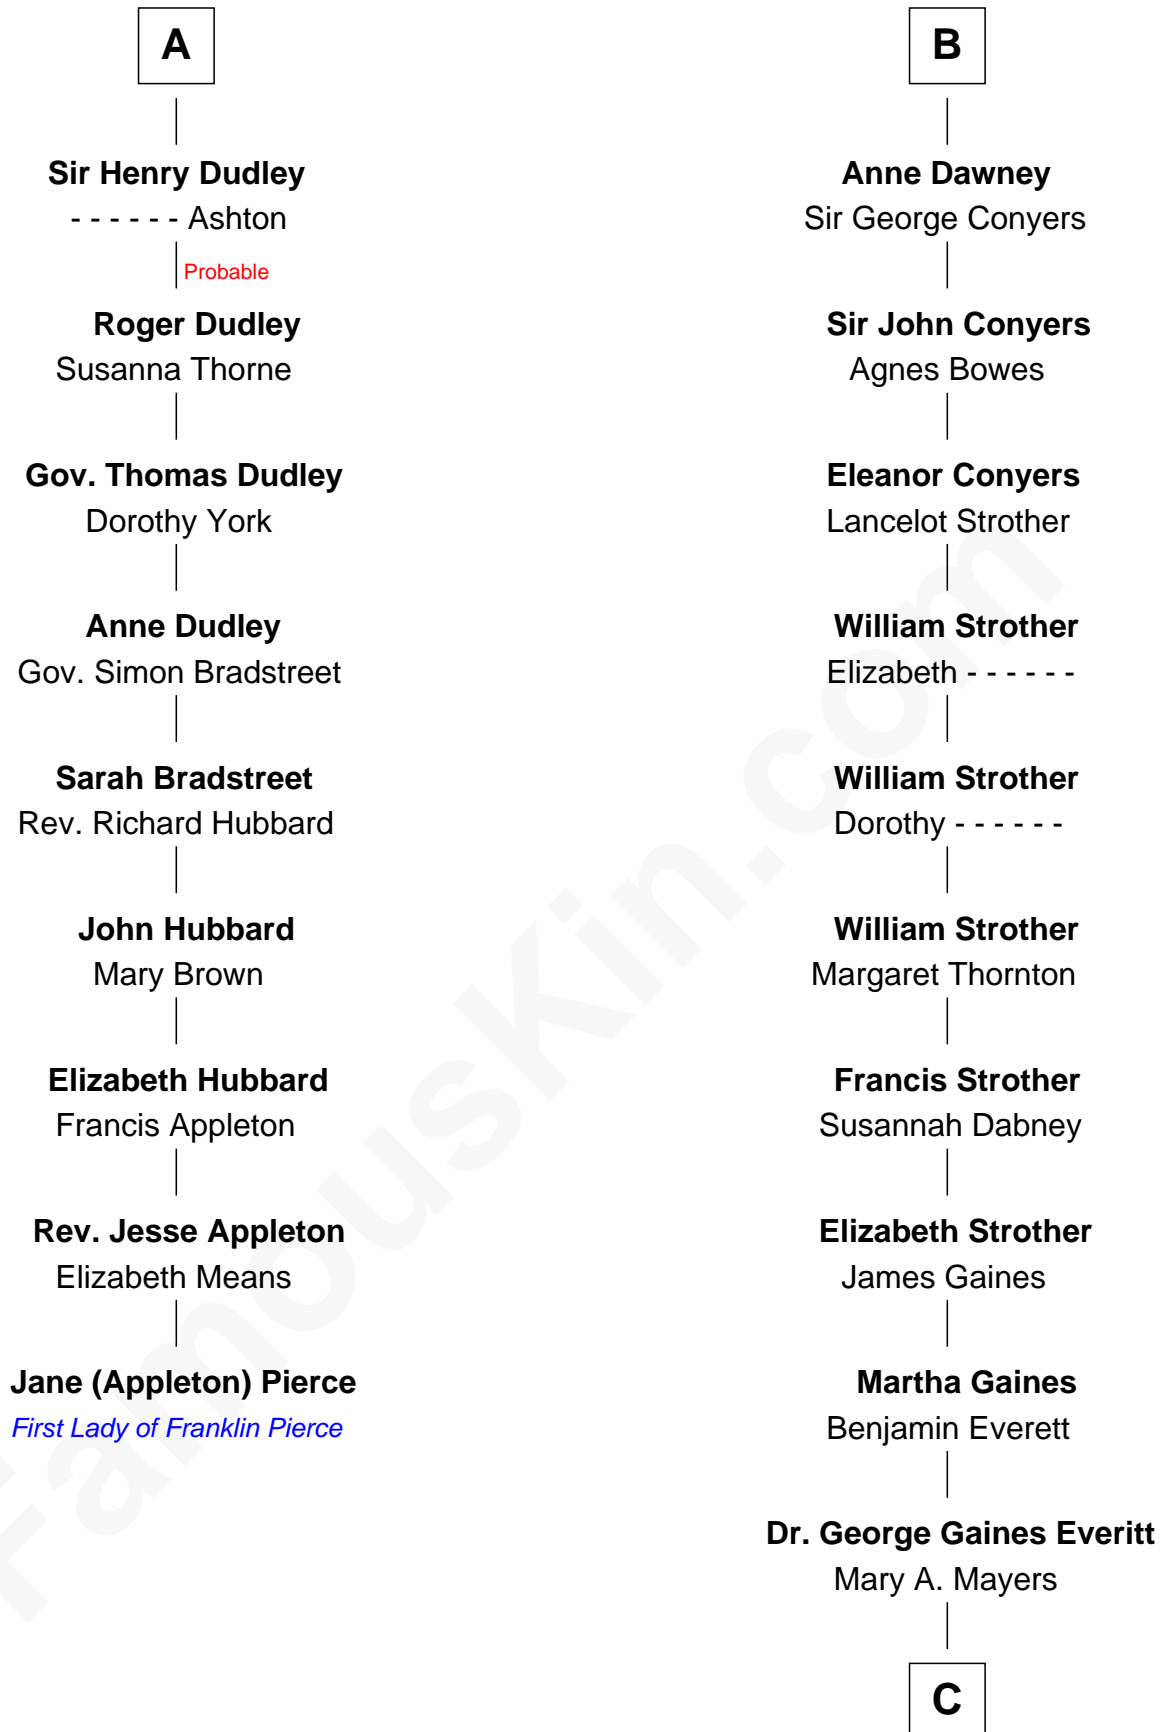 A
Sir Henry Dudley
- - - - - - Ashton
Probable
Roger Dudley
Susanna Thorne
Gov. Thomas Dudley
Dorothy York
Anne Dudley
Gov. Simon Bradstreet
Sarah Bradstreet
Rev. Richard Hubbard
John Hubbard
Mary Brown
Elizabeth Hubbard
Francis Appleton
Rev. Jesse Appleton
Elizabeth Means
Jane (Appleton) Pierce
First Lady of Franklin Pierce
B
Anne Dawney
Sir George Conyers
Sir John Conyers
Agnes Bowes
Eleanor Conyers
Lancelot Strother
William Strother
Elizabeth - - - - - -
William Strother
Dorothy - - - - - -
William Strother
Margaret Thornton
Francis Strother
Susannah Dabney
Elizabeth Strother
James Gaines
Martha Gaines
Benjamin Everett
Dr. George Gaines Everitt
Mary A. Mayers
C
FamousKin.com